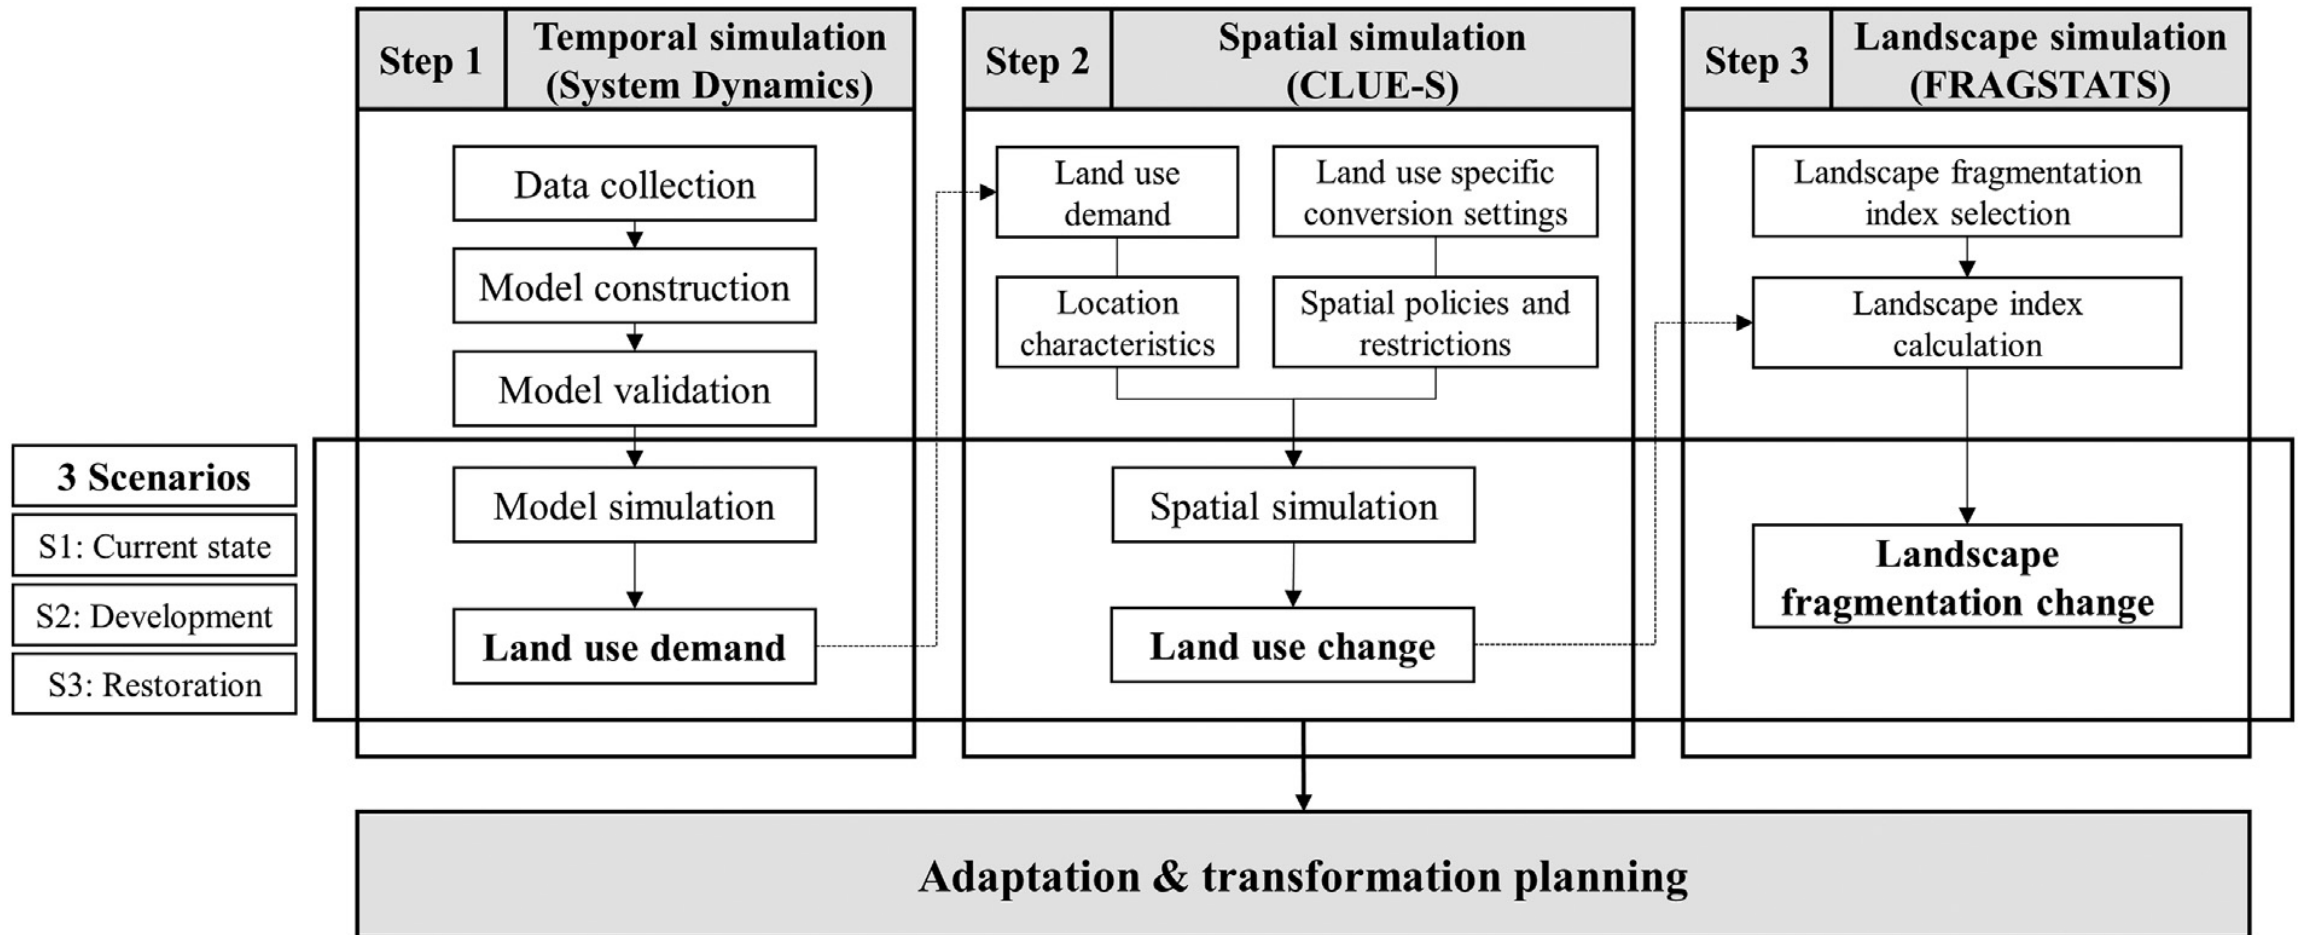 Step 1
Temporal simulation
(System Dynamics)
Data collection
Model construction
Model validation
Model simulation
Land use demand
Step 2
Spatial simulation
(CLUE-S)
Land use
demand
Land use specific
conversion settings
Location
characteristics
Spatial policies and
restrictions
Spatial simulation
Land use change
Step 3
Landscape simulation
(FRAGSTATS)
Landscape fragmentation
index selection
Landscape index
calculation
Landscape
fragmentation change
3 Scenarios
S1: Current state
S2: Development
S3: Restoration
Adaptation & transformation planning